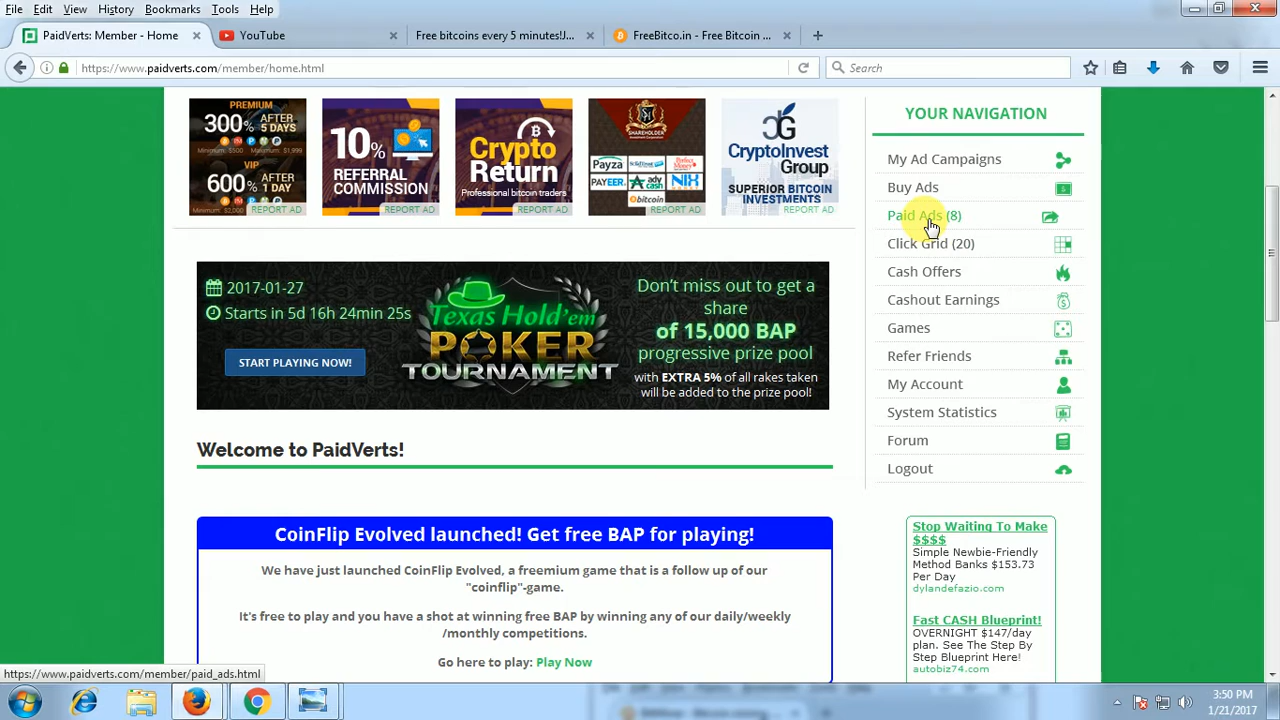 File Edit View History Bookmarks Tools Help
PaidVerts: Member - Home
YouTube
Free bitcoins every 5 minutes!J...
FreeBitco.in - Free Bitcoin ...
https://www.paidverts.com/member/home.html
Search
PREMIUM
300% AFTER 5 DAYS
Minimum: $500 Maximum: $1,999
VIP
600% AFTER 1 DAY
REPORT AD
10%
REFERRAL
COMMISSION
REPORT AD
Crypto
Return
Professional bitcoin traders
REPORT AD
SHAREHOLDER
Payza
PAYEER
adycash
NIX
bitcoin
REPORT AD
CryptoInvest
Group
SUPERIOR BITCOIN
INVESTMENTS
REPORT AD
YOUR NAVIGATION
My Ad Campaigns
Buy Ads
Paid Ads (8)
Click Grid (20)
Cash Offers
Cashout Earnings
Games
Refer Friends
My Account
System Statistics
Forum
Logout
2017-01-27
Starts in 5d 16h 24min 25s
START PLAYING NOW!
Texas Hold'em
POKER
TOURNAMENT
Don't miss out to get a
share
of 15,000 BAP
progressive prize pool
with EXTRA 5% of all rakes taken
will be added to the prize pool!
Welcome to PaidVerts!
CoinFlip Evolved launched! Get free BAP for playing!
We have just launched CoinFlip Evolved, a freemium game that is a follow up of our
"coinflip"-game.
It's free to play and you have a shot at winning free BAP by winning any of our daily/weekly
/monthly competitions.
Go here to play: Play Now
Stop Waiting To Make
$$$$
Simple Newbie-Friendly
Method Banks $153.73
Per Day
dylandefazio.com
Fast CASH Blueprint!
OVERNIGHT $147/day
plan. See The Step By
Step Blueprint Here!
autobiz74.com
https://www.paidverts.com/member/paid_ads.html
3:50 PM
1/21/2017